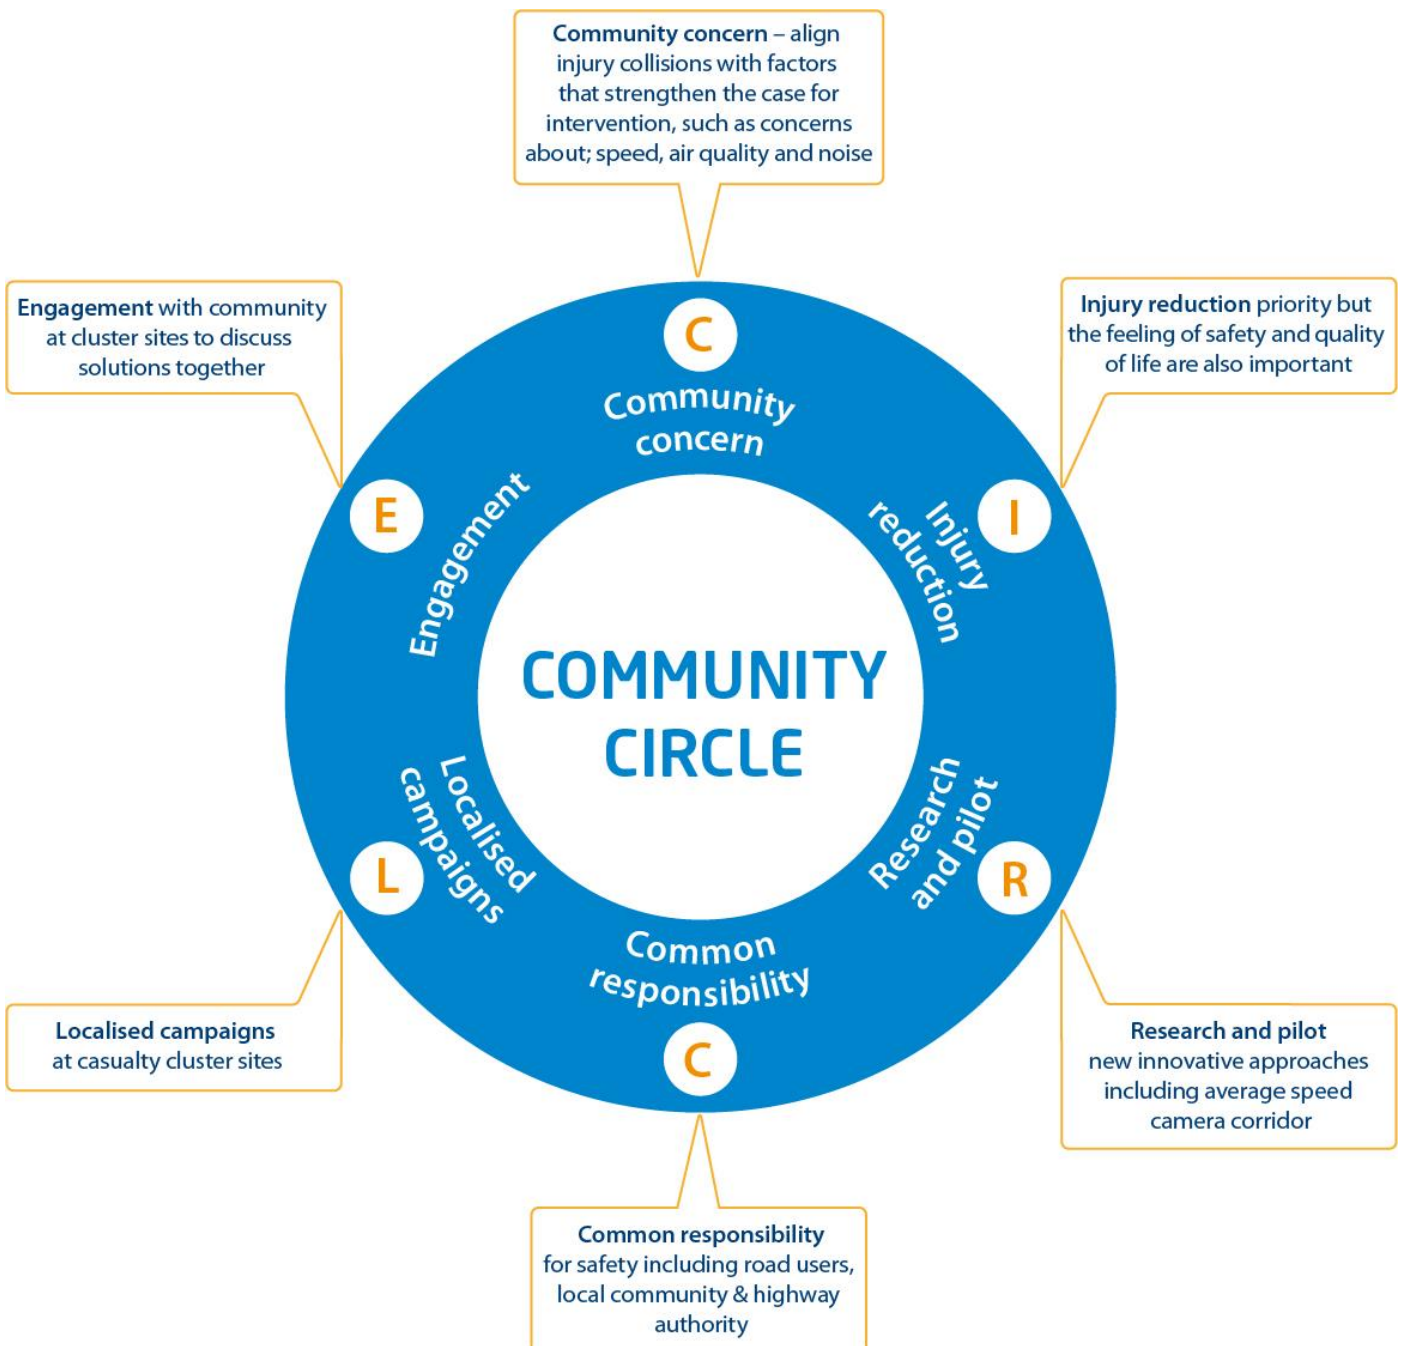 Community concern – align
injury collisions with factors
that strengthen the case for
intervention, such as concerns
about; speed, air quality and noise
Injury reduction priority but
the feeling of safety and quality
of life are also important
Research and pilot
new innovative approaches
including average speed
camera corridor
Common responsibility
for safety including road users,
local community & highway
authority
Localised campaigns
at casualty cluster sites
Engagement with community
at cluster sites to discuss
solutions together
C
Community
concern
I
Injury
reduction
R
Research
and pilot
C
Common
responsibility
L
Localised
campaigns
E
Engagement
COMMUNITY
CIRCLE